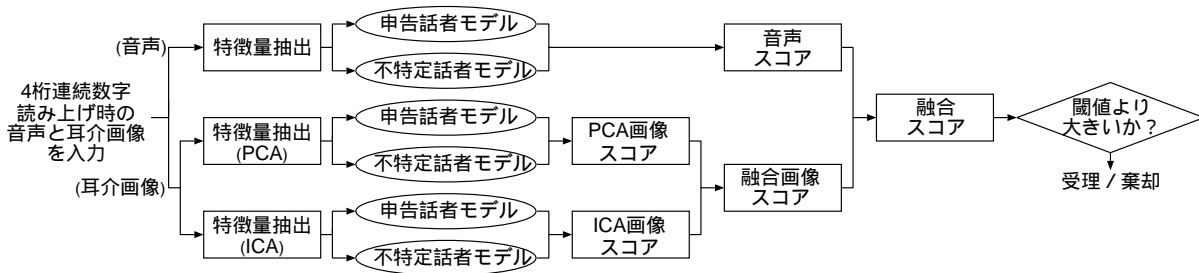 4桁連続数字
読み上げ時の
音声と耳介画像
を入力
(音声)
(耳介画像)
特徴量抽出
申告話者モデル
不特定話者モデル
音声
スコア
特徴量抽出
(PCA)
申告話者モデル
不特定話者モデル
PCA画像
スコア
特徴量抽出
(ICA)
申告話者モデル
不特定話者モデル
ICA画像
スコア
融合画像
スコア
融合
スコア
閾値より
大きいか?
受理 / 棄却